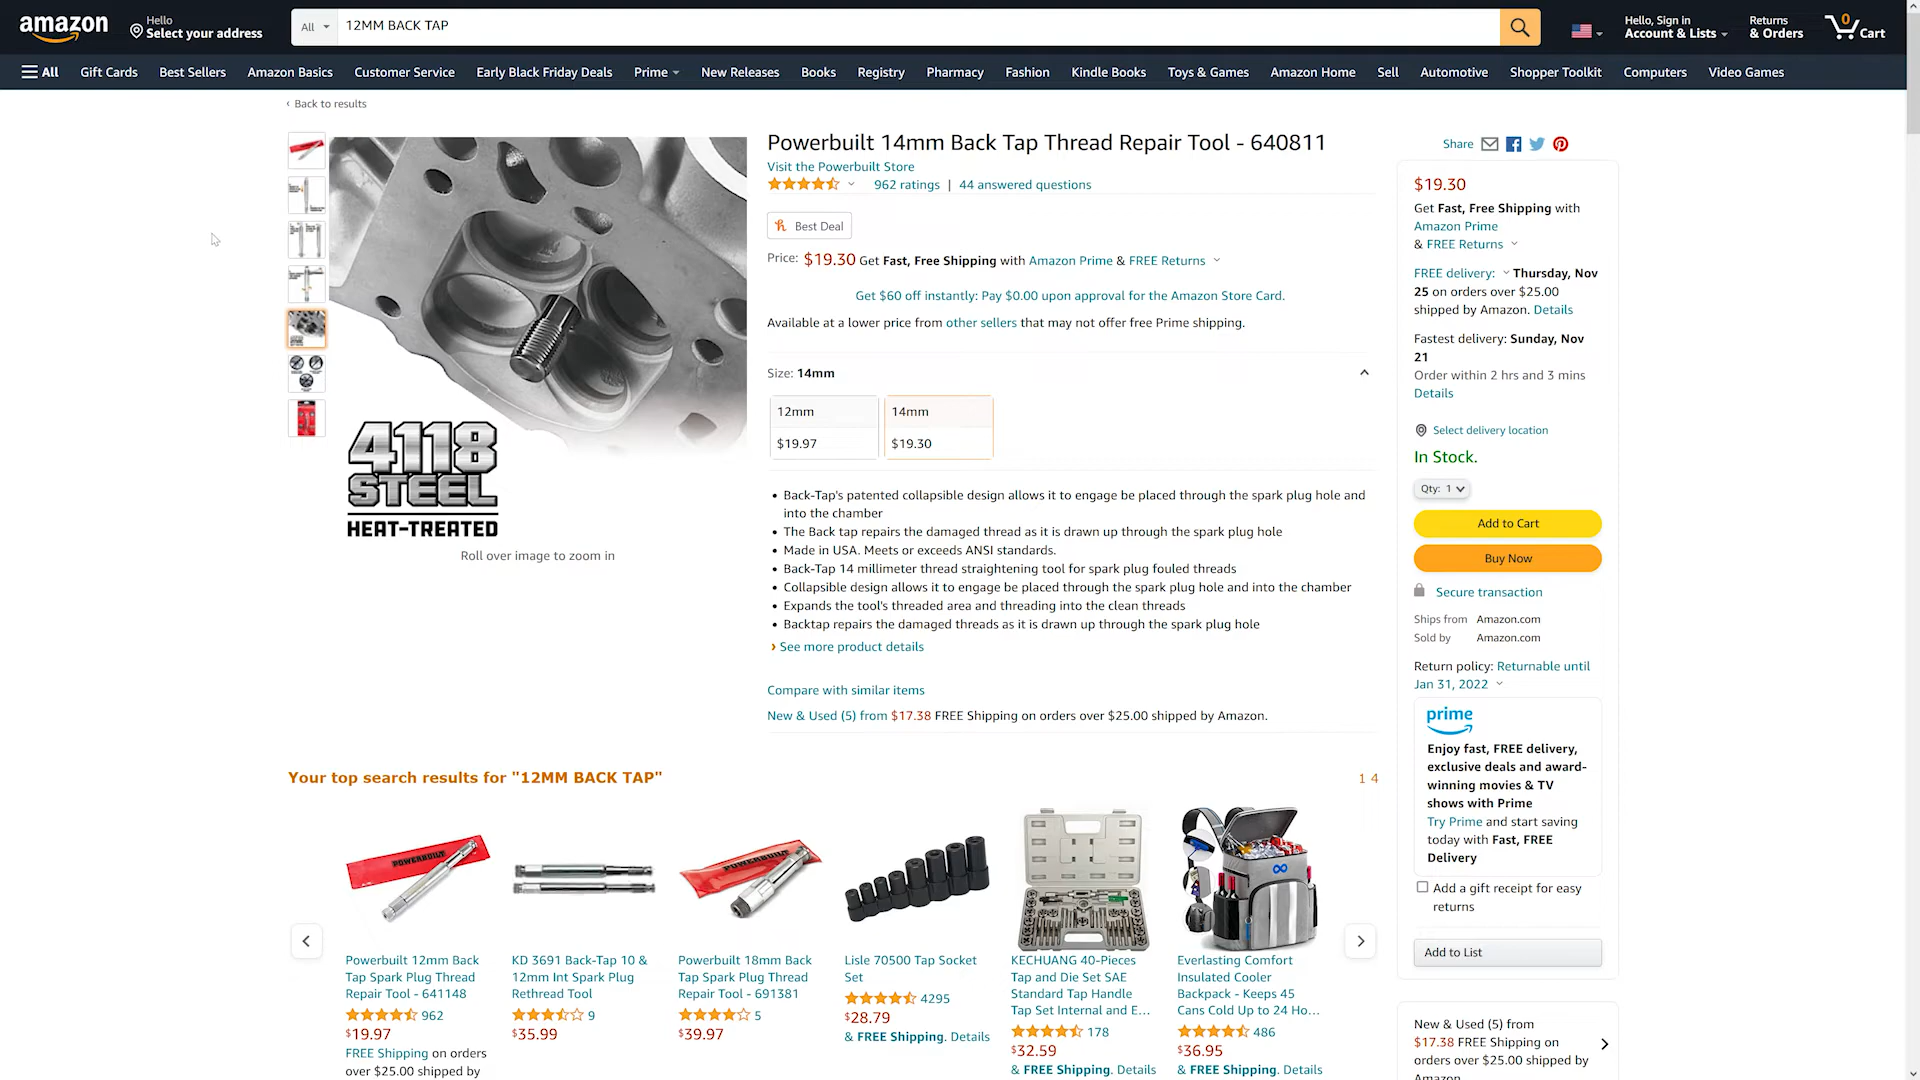 amazon
Hello
Select your address
All
12MM BACK TAP
Hello, Sign in
Account & Lists
Returns
& Orders
0
Cart
All
Gift Cards
Best Sellers
Amazon Basics
Customer Service
Early Black Friday Deals
Prime
New Releases
Books
Registry
Pharmacy
Fashion
Kindle Books
Toys & Games
Amazon Home
Sell
Automotive
Shopper Toolkit
Computers
Video Games
‹ Back to results
4118
STEEL
HEAT-TREATED
Roll over image to zoom in
Powerbuilt 14mm Back Tap Thread Repair Tool - 640811
Visit the Powerbuilt Store
962 ratings | 44 answered questions
Best Deal
Price: $19.30 Get Fast, Free Shipping with Amazon Prime & FREE Returns
Get $60 off instantly: Pay $0.00 upon approval for the Amazon Store Card.
Available at a lower price from other sellers that may not offer free Prime shipping.
Size: 14mm
12mm
$19.97
14mm
$19.30
• Back-Tap's patented collapsible design allows it to engage be placed through the spark plug hole and
into the chamber
• The Back tap repairs the damaged thread as it is drawn up through the spark plug hole
• Made in USA. Meets or exceeds ANSI standards.
• Back-Tap 14 millimeter thread straightening tool for spark plug fouled threads
• Collapsible design allows it to engage be placed through the spark plug hole and into the chamber
• Expands the tool's threaded area and threading into the clean threads
• Backtap repairs the damaged threads as it is drawn up through the spark plug hole
› See more product details
Compare with similar items
New & Used (5) from $17.38 FREE Shipping on orders over $25.00 shipped by Amazon.
Share
$19.30
Get Fast, Free Shipping with
Amazon Prime
& FREE Returns
FREE delivery: Thursday, Nov
25 on orders over $25.00
shipped by Amazon. Details
Fastest delivery: Sunday, Nov
21
Order within 2 hrs and 3 mins
Details
Select delivery location
In Stock.
Qty: 1
Add to Cart
Buy Now
Secure transaction
Ships from Amazon.com
Sold by Amazon.com
Return policy: Returnable until
Jan 31, 2022
prime
Enjoy fast, FREE delivery,
exclusive deals and award-
winning movies & TV
shows with Prime
Try Prime and start saving
today with Fast, FREE
Delivery
Add a gift receipt for easy
returns
Add to List
New & Used (5) from
$17.38 FREE Shipping on
orders over $25.00 shipped by
Amazon.
Your top search results for "12MM BACK TAP"
1 4
POWERBUILT
Powerbuilt 12mm Back
Tap Spark Plug Thread
Repair Tool - 641148
962
$19.97
FREE Shipping on orders
over $25.00 shipped by
KD 3691 Back-Tap 10 &
12mm Int Spark Plug
Rethread Tool
9
$35.99
POWERBUILT
Powerbuilt 18mm Back
Tap Spark Plug Thread
Repair Tool - 691381
5
$39.97
Lisle 70500 Tap Socket
Set
4295
$28.79
& FREE Shipping. Details
KECHUANG 40-Pieces
Tap and Die Set SAE
Standard Tap Handle
Tap Set Internal and E...
178
$32.59
& FREE Shipping. Details
Everlasting Comfort
Insulated Cooler
Backpack - Keeps 45
Cans Cold Up to 24 Ho...
486
$36.95
& FREE Shipping. Details